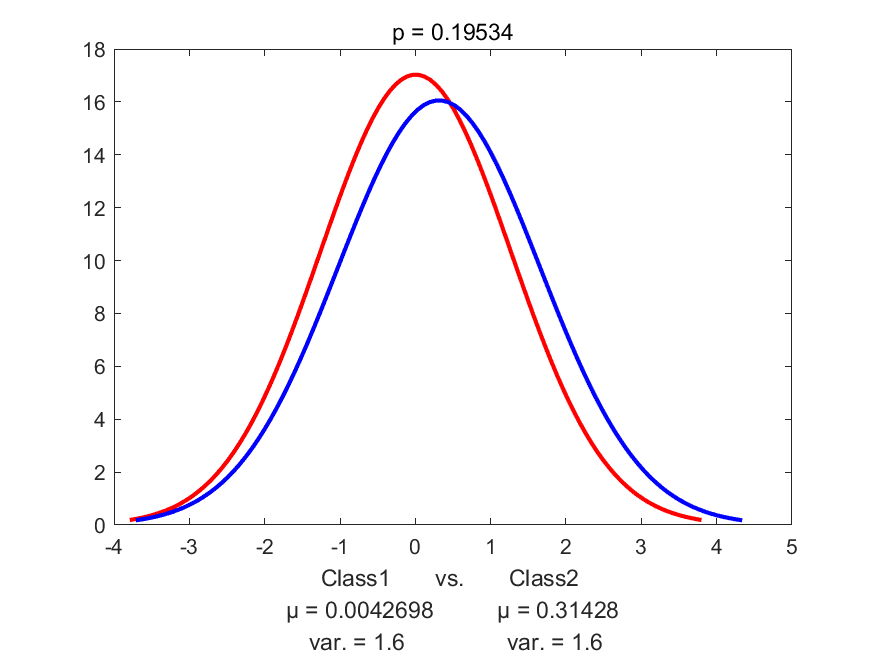 p = 0.19534
18
16
14
12
10
8
6
4
2
0
-4 -3 -2 -1 0 1 2 3 4 5
Class1 vs. Class2
μ = 0.0042698 μ = 0.31428
var. = 1.6 var. = 1.6